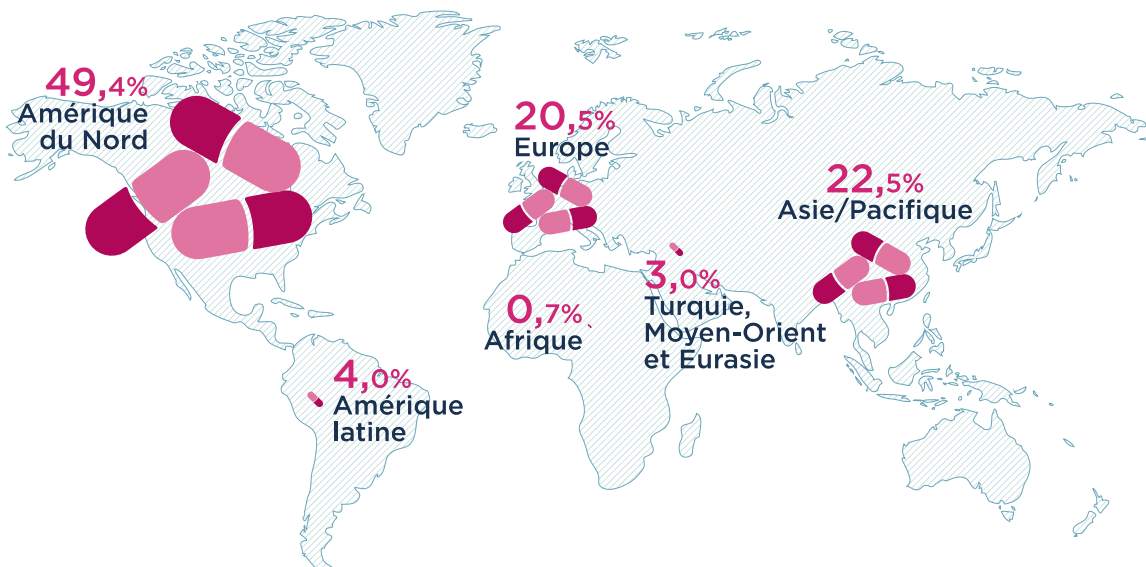 49,4%
Amérique
du Nord
20,5%
Europe
22,5%
Asie/Pacifique
3,0%
Turquie,
Moyen-Orient
et Eurasie
0,7%
Afrique
4,0%
Amérique
latine